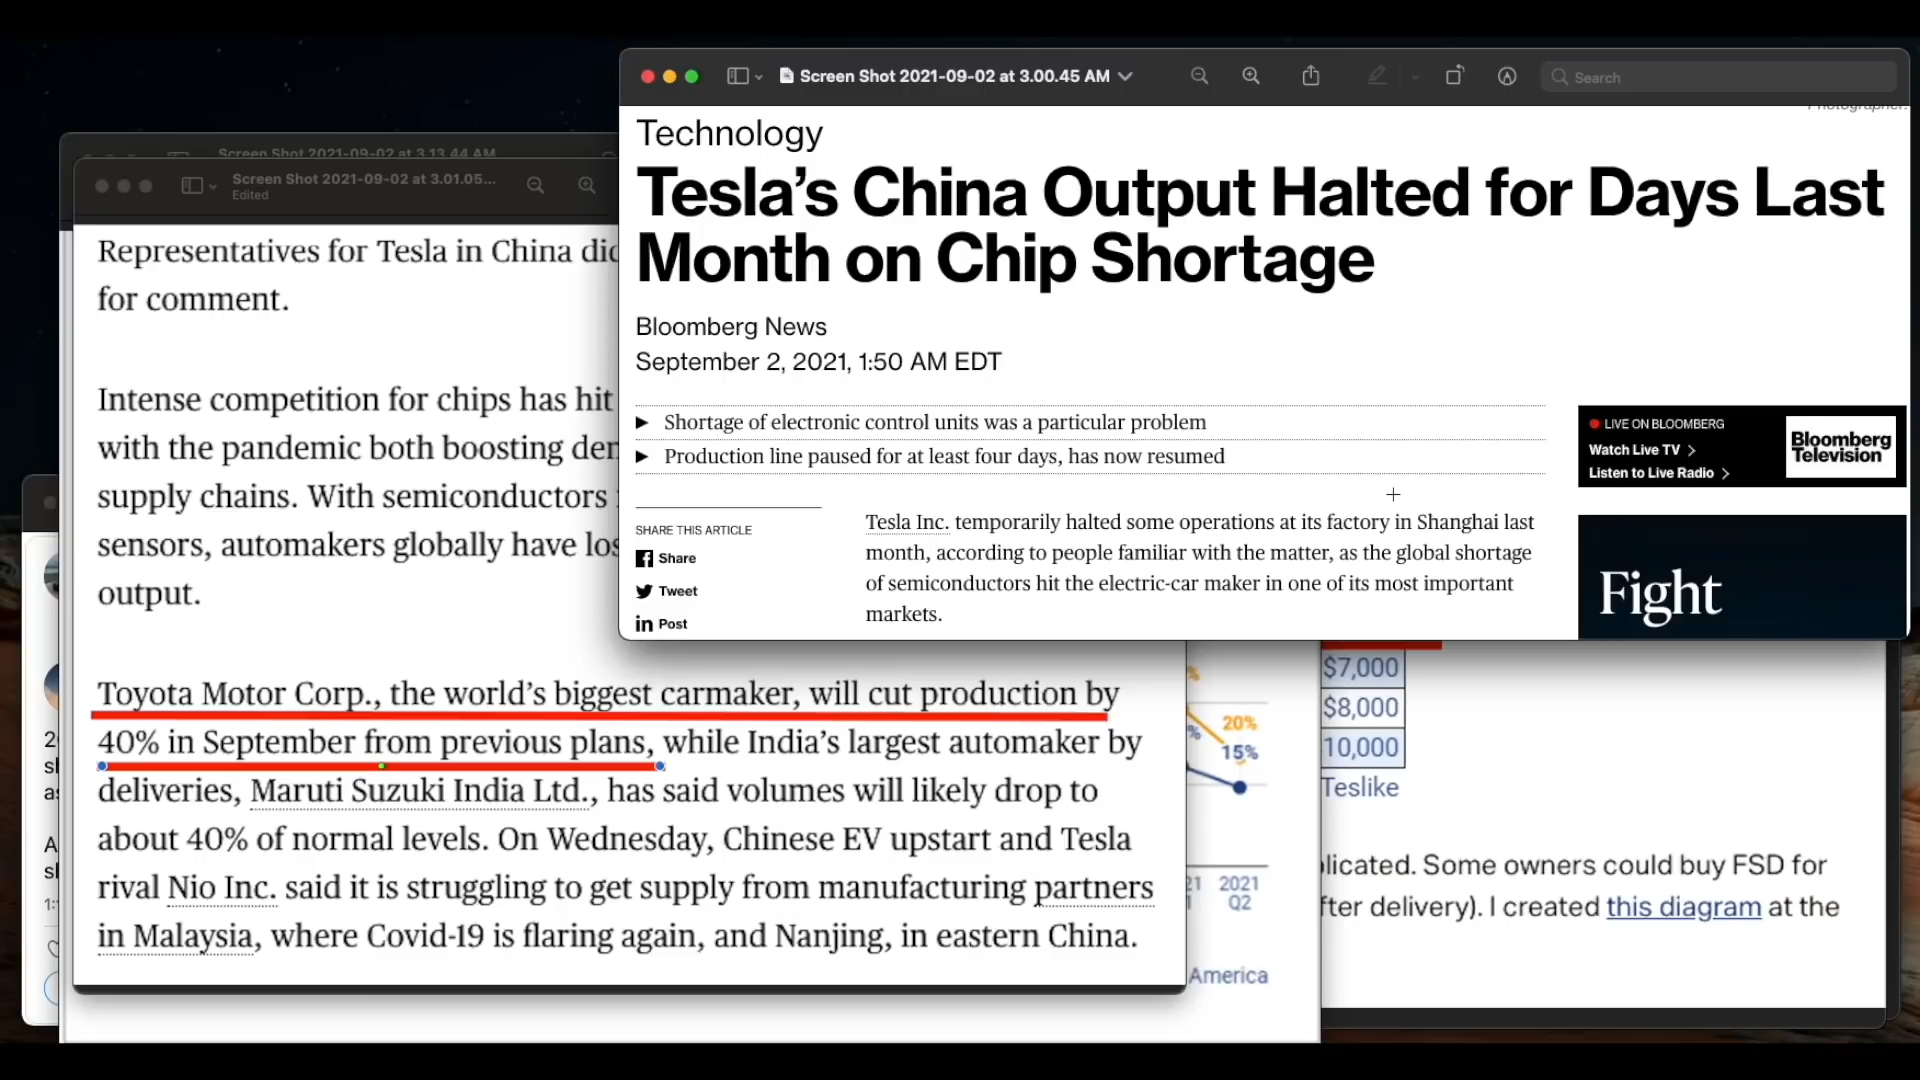 Screen Shot 2021-09-02 at 3.00.45 AM
Search
Technology
Tesla's China Output Halted for Days Last
Month on Chip Shortage
Bloomberg News
September 2, 2021, 1:50 AM EDT
Shortage of electronic control units was a particular problem
Production line paused for at least four days, has now resumed
LIVE ON BLOOMBERG
Watch Live TV
Listen to Live Radio
Bloomberg
Television
SHARE THIS ARTICLE
Share
Tweet
in Post
Tesla Inc. temporarily halted some operations at its factory in Shanghai last
month, according to people familiar with the matter, as the global shortage
of semiconductors hit the electric-car maker in one of its most important
markets.
Fight
Screen Shot 2021-09-02 at 3.13.44 AM
Screen Shot 2021-09-02 at 3.01.05...
Edited
Representatives for Tesla in China
for comment.
Intense competition for chips has hit
with the pandemic both boosting
supply chains. With semiconductors
sensors, automakers globally have
output.
Toyota Motor Corp., the world's biggest carmaker, will cut production by
40% in September from previous plans, while India's largest automaker by
deliveries, Maruti Suzuki India Ltd., has said volumes will likely drop to
about 40% of normal levels. On Wednesday, Chinese EV upstart and Tesla
rival Nio Inc. said it is struggling to get supply from manufacturing partners
in Malaysia, where Covid-19 is flaring again, and Nanjing, in eastern China.
20%
15%
2021
Q2
America
$7,000
$8,000
10,000
Teslike
Some owners could buy FSD for
delivery). I created this diagram at the